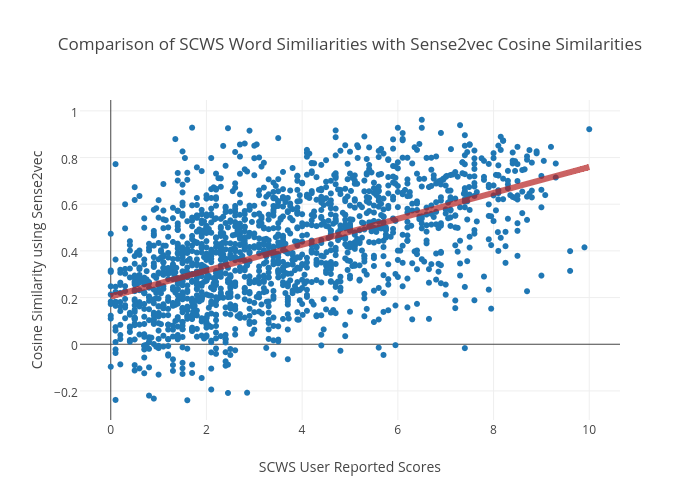 Comparison of SCWS Word Similiarities with Sense2vec Cosine Similarities
Cosine Similarity using Sense2vec
1
0.8
0.6
0.4
0.2
0
−0.2
0 2 4 6 8 10
SCWS User Reported Scores